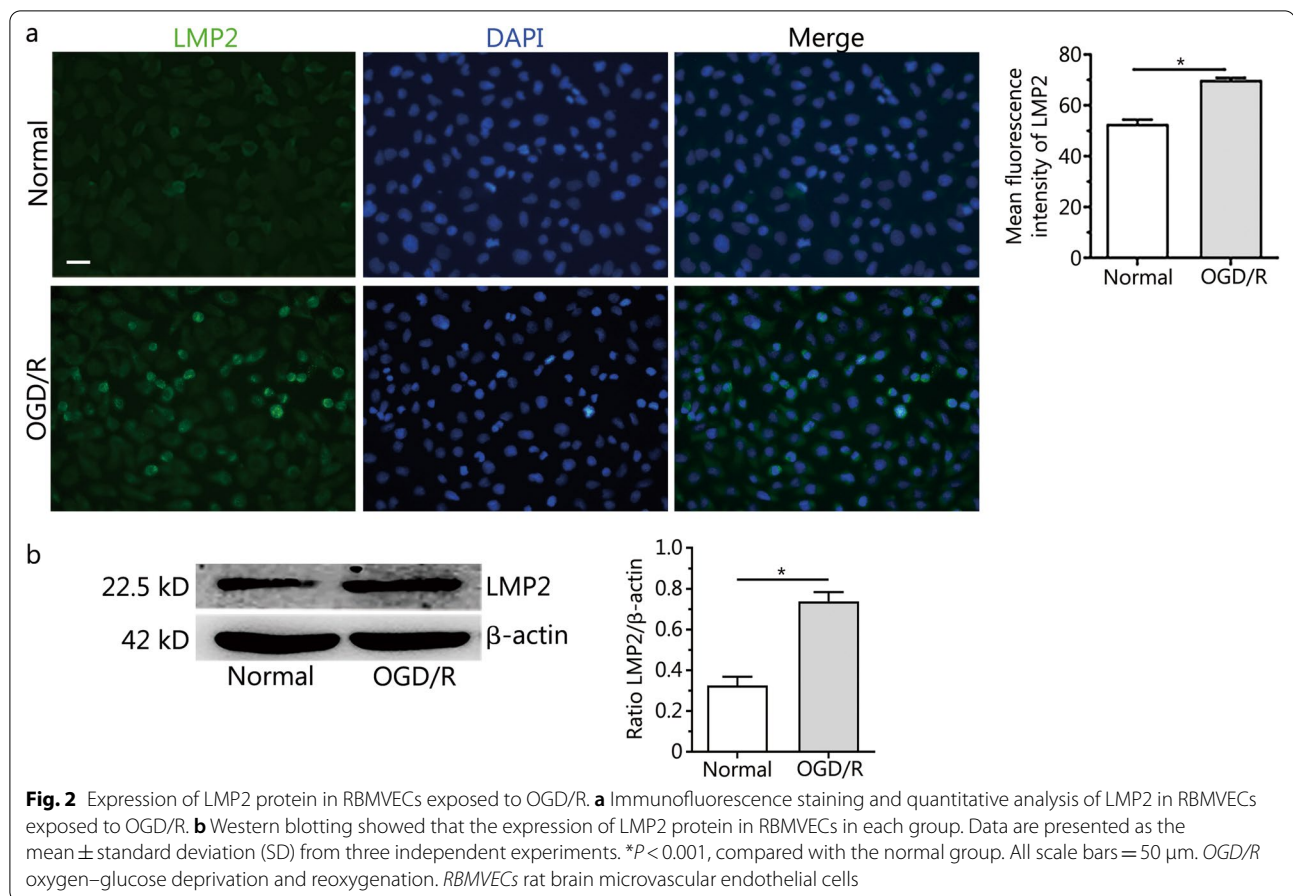 a
LMP2 DAPI Merge
Normal
OGD/R
80
60
40
20
0
Mean fluorescence
intensity of LMP2
*
Normal OGD/R
b
22.5 kD LMP2
42 kD β-actin
Normal OGD/R
1.0
0.8
0.6
0.4
0.2
0
Ratio LMP2/β-actin
*
Normal OGD/R
Fig. 2 Expression of LMP2 protein in RBMVECs exposed to OGD/R. a Immunofluorescence staining and quantitative analysis of LMP2 in RBMVECs
exposed to OGD/R. b Western blotting showed that the expression of LMP2 protein in RBMVECs in each group. Data are presented as the
mean ± standard deviation (SD) from three independent experiments. *P < 0.001, compared with the normal group. All scale bars = 50 μm. OGD/R
oxygen–glucose deprivation and reoxygenation. RBMVECs rat brain microvascular endothelial cells